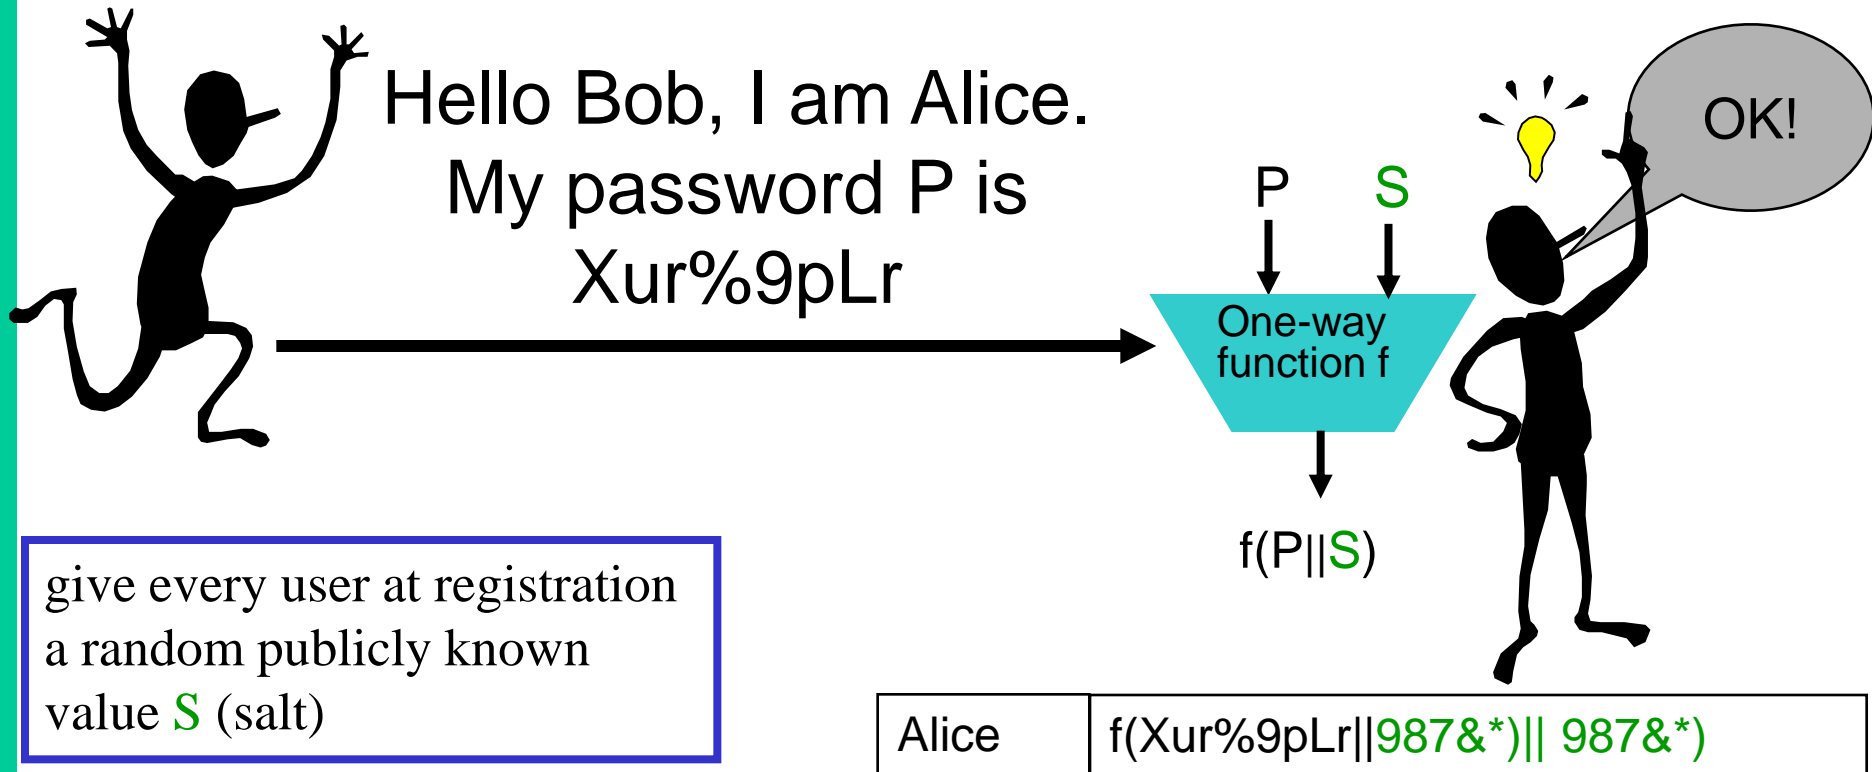 Hello Bob, I am Alice.
My password P is
Xur%9pLr
OK!
P S
One-way
function f
f(P||S)
give every user at registration
a random publicly known
value S (salt)
Alice f(Xur%9pLr||987&*)|| 987&*)